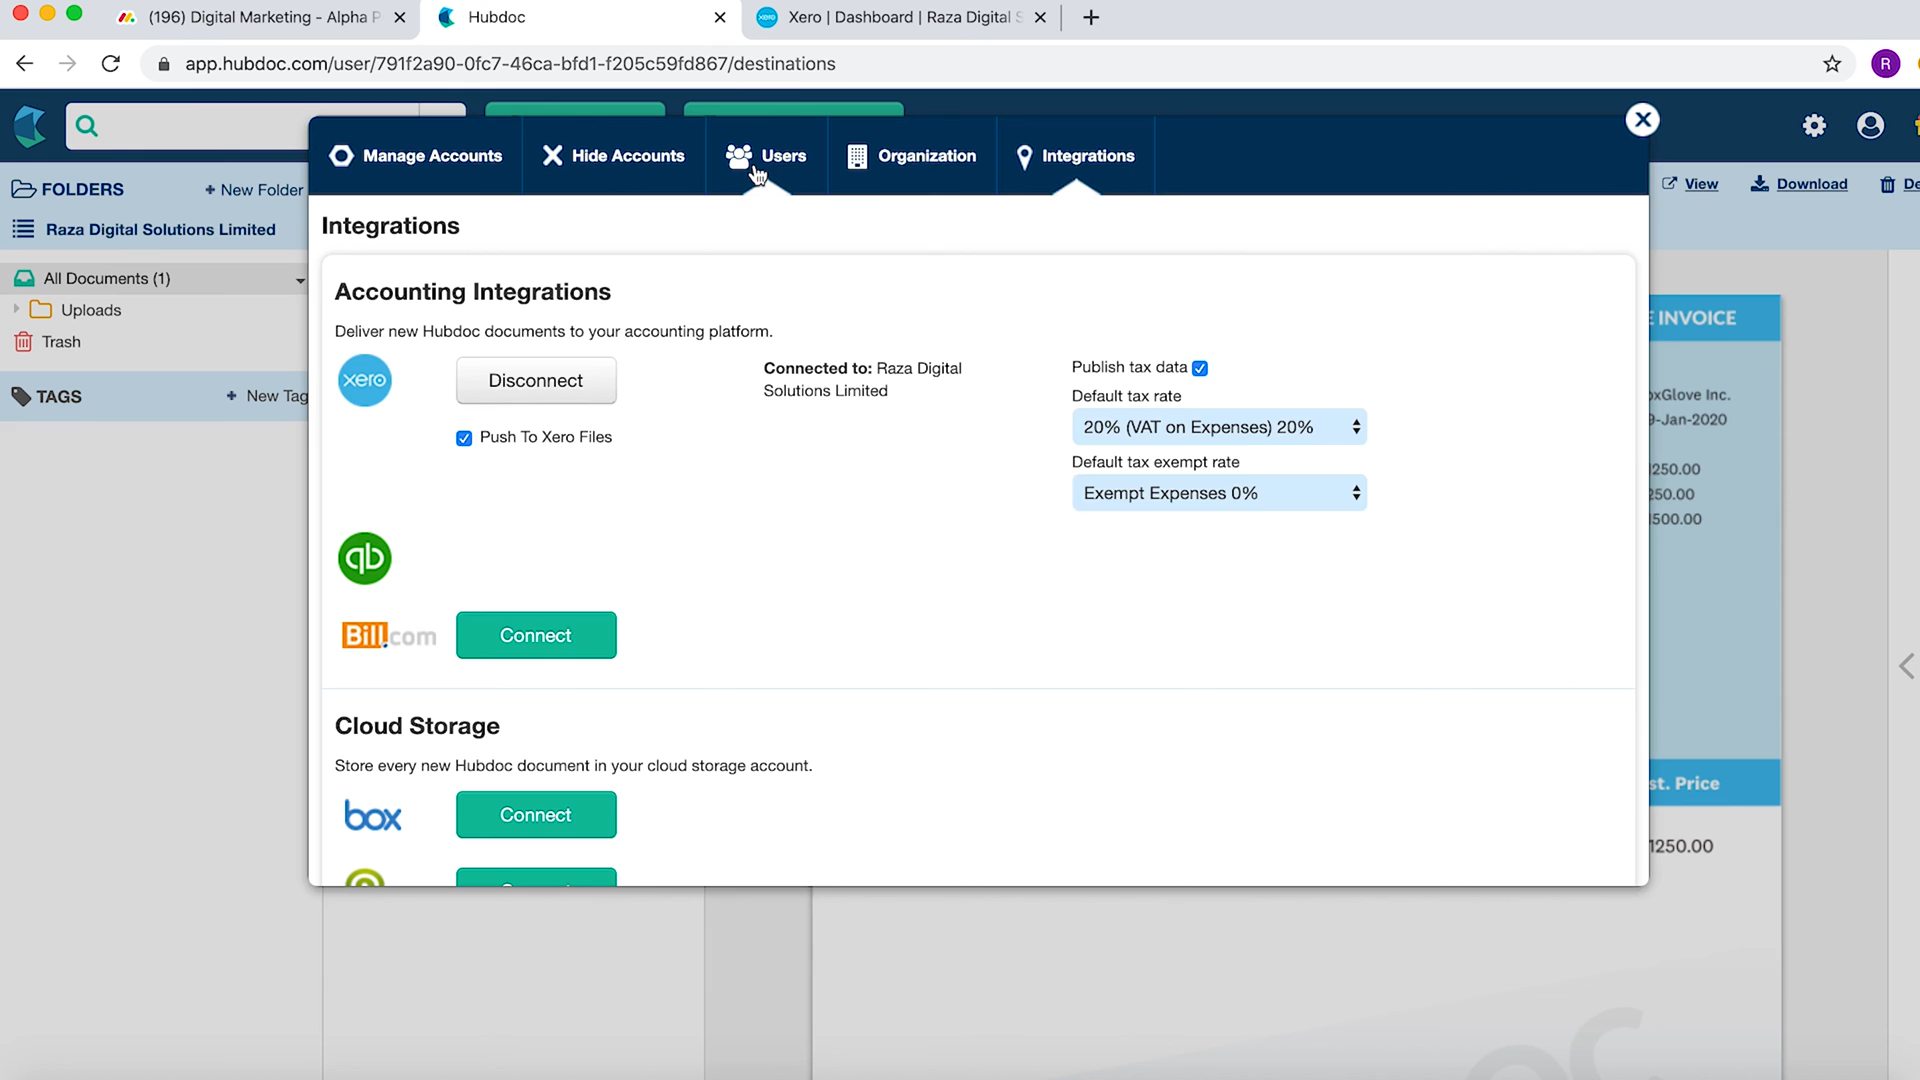 (196) Digital Marketing - Alpha P
Hubdoc
xero
Xero | Dashboard | Raza Digital S
app.hubdoc.com/user/791f2a90-0fc7-46ca-bfd1-f205c59fd867/destinations
R
Manage Accounts
Hide Accounts
Users
Organization
Integrations
FOLDERS
+ New Folder
View
Download
De
Raza Digital Solutions Limited
Integrations
All Documents (1)
Uploads
Trash
TAGS
+ New Tag
Accounting Integrations
Deliver new Hubdoc documents to your accounting platform.
xero
Disconnect
Connected to: Raza Digital
Solutions Limited
Push To Xero Files
Publish tax data
Default tax rate
20% (VAT on Expenses) 20%
Default tax exempt rate
Exempt Expenses 0%
qb
Bill.com
Connect
Cloud Storage
Store every new Hubdoc document in your cloud storage account.
box
Connect
E INVOICE
oxGlove Inc.
9-Jan-2020
250.00
250.00
500.00
st. Price
1250.00